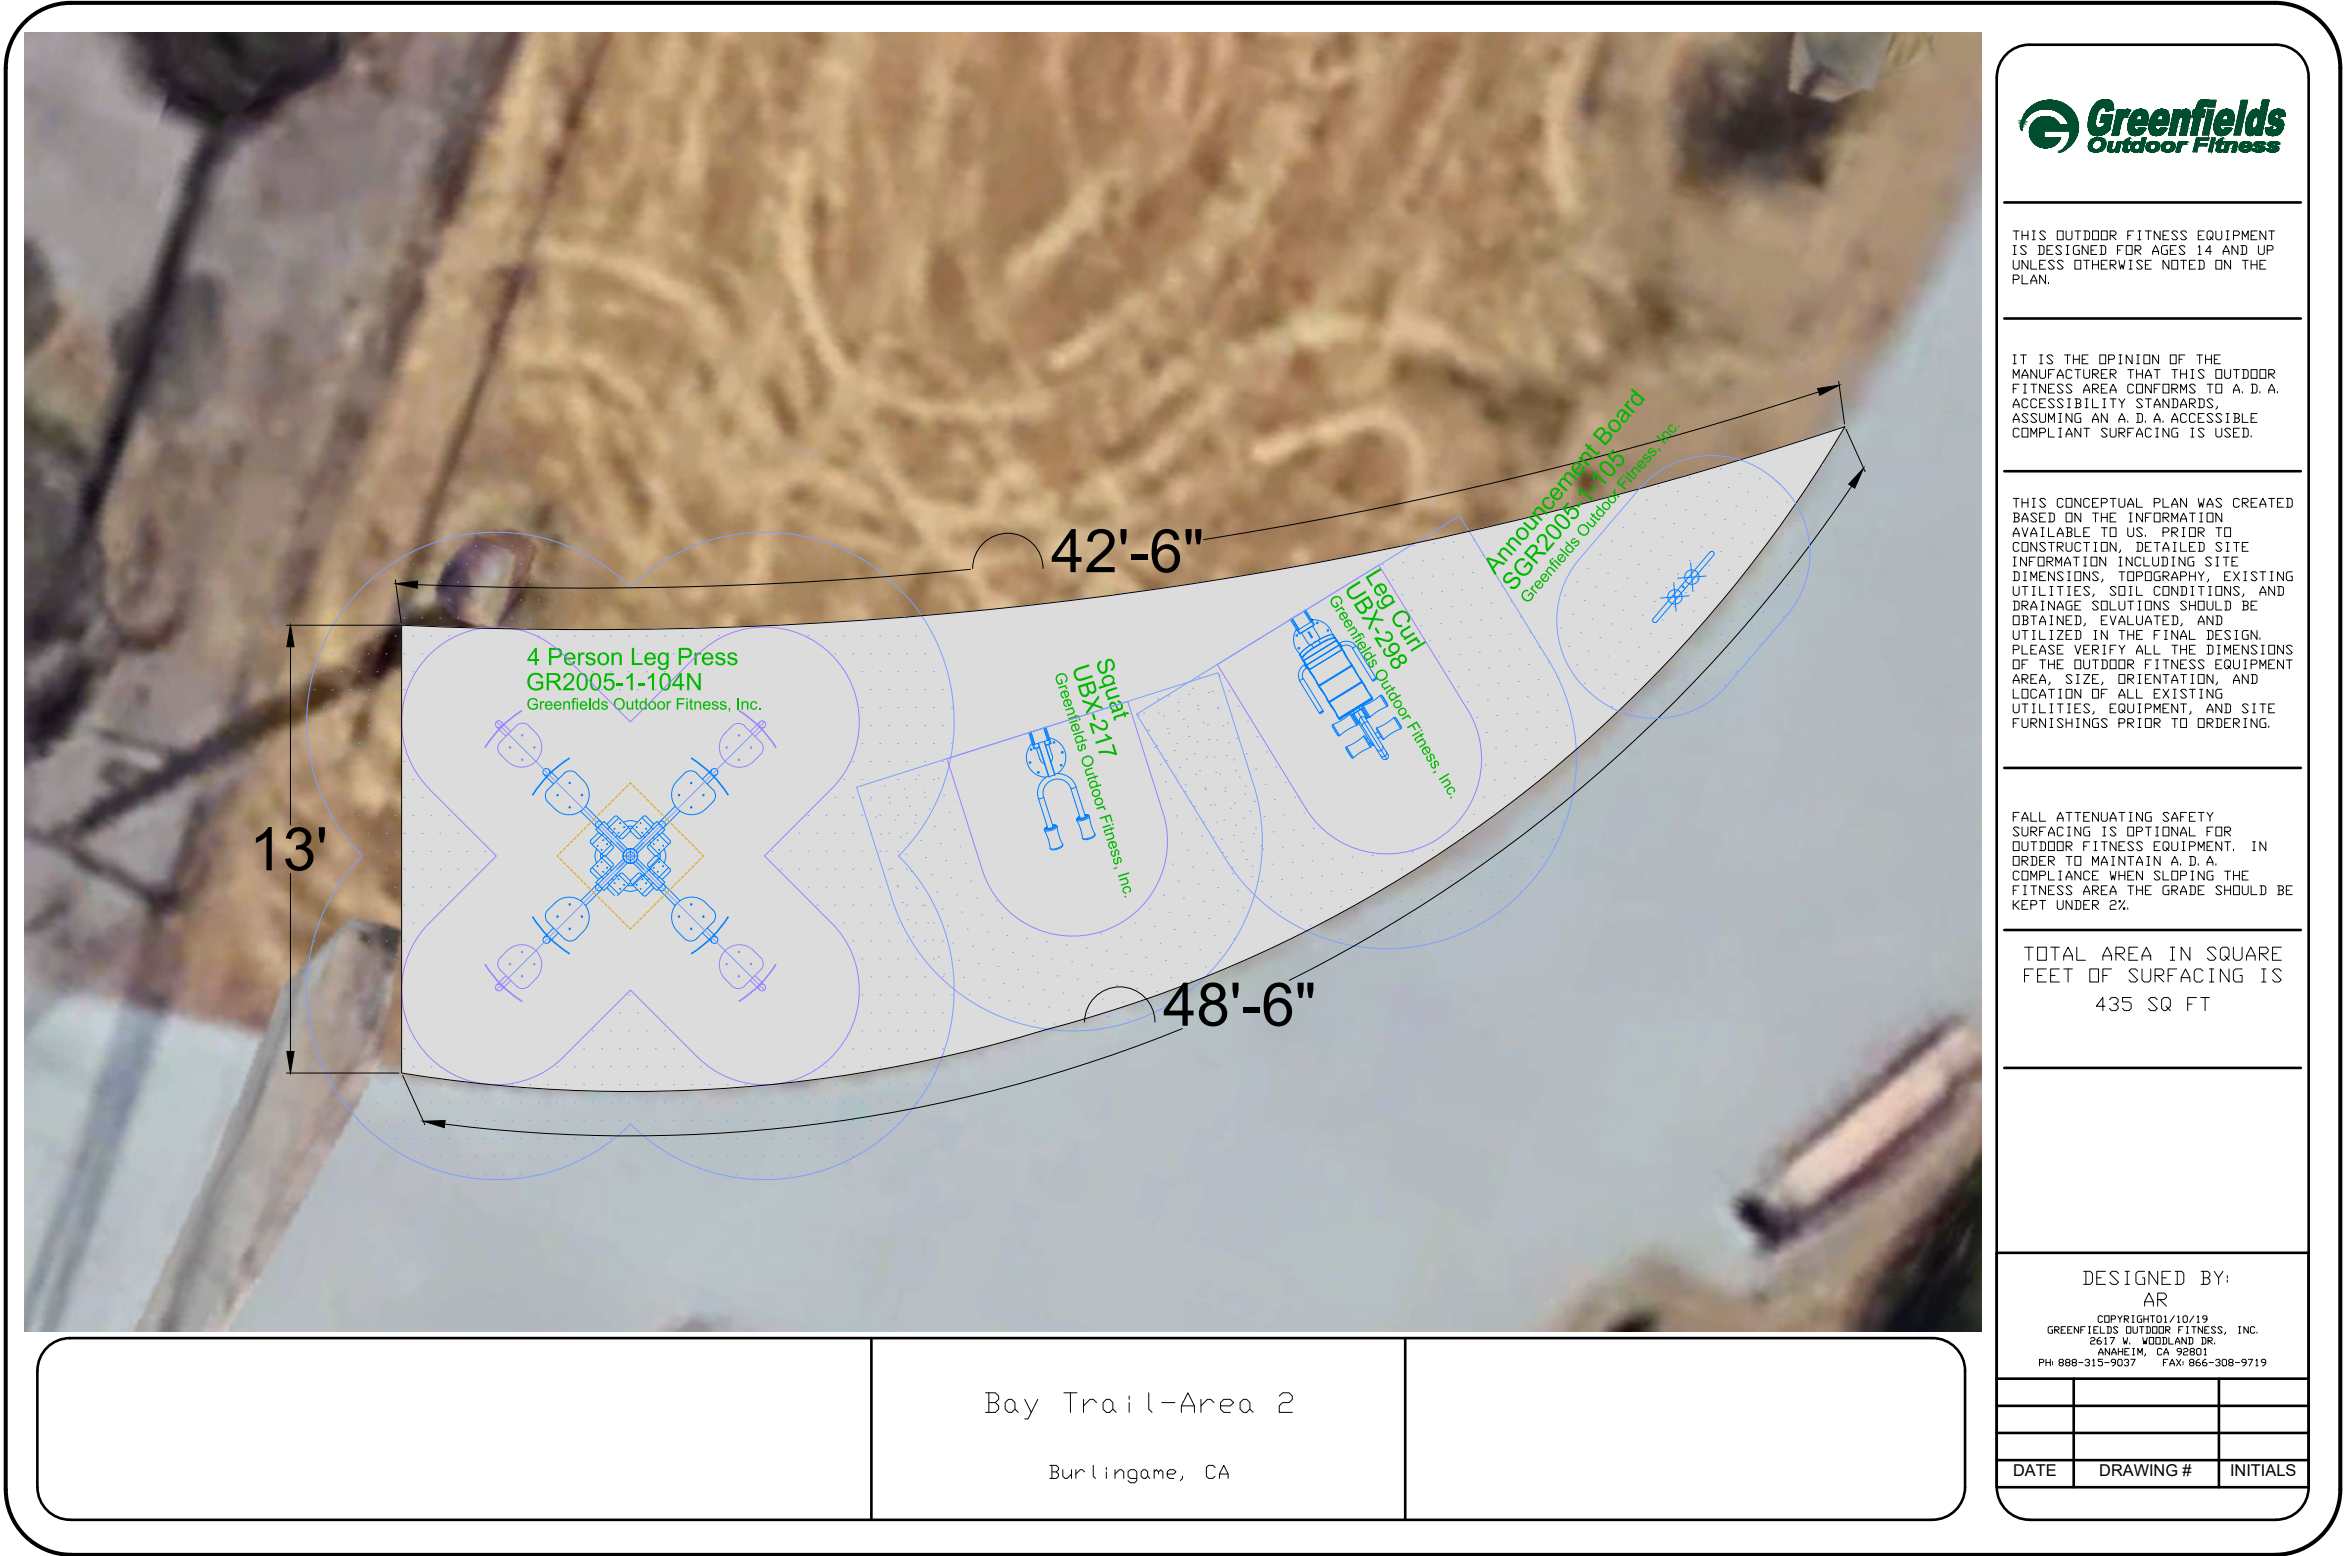 Greenfields
Outdoor Fitness
THIS OUTDOOR FITNESS EQUIPMENT
IS DESIGNED FOR AGES 14 AND UP
UNLESS OTHERWISE NOTED ON THE
PLAN.
IT IS THE OPINION OF THE
MANUFACTURER THAT THIS OUTDOOR
FITNESS AREA CONFORMS TO A.D.A.
ACCESSIBILITY STANDARDS,
ASSUMING AN A.D.A. ACCESSIBLE
COMPLIANT SURFACING IS USED.
THIS CONCEPTUAL PLAN WAS CREATED
BASED ON THE INFORMATION
AVAILABLE TO US. PRIOR TO
CONSTRUCTION, DETAILED SITE
INFORMATION INCLUDING SITE
DIMENSIONS, TOPOGRAPHY, EXISTING
UTILITIES, SOIL CONDITIONS, AND
DRAINAGE SOLUTIONS SHOULD BE
OBTAINED, EVALUATED, AND
UTILIZED IN THE FINAL DESIGN.
PLEASE VERIFY ALL THE DIMENSIONS
OF THE OUTDOOR FITNESS EQUIPMENT
AREA, SIZE, ORIENTATION, AND
LOCATION OF ALL EXISTING
UTILITIES, EQUIPMENT, AND SITE
FURNISHINGS PRIOR TO ORDERING.
FALL ATTENUATING SAFETY
SURFACING IS OPTIONAL FOR
OUTDOOR FITNESS EQUIPMENT. IN
ORDER TO MAINTAIN A.D.A.
COMPLIANCE WHEN SLOPING THE
FITNESS AREA THE GRADE SHOULD BE
KEPT UNDER 2%.
TOTAL AREA IN SQUARE
FEET OF SURFACING IS
435 SQ FT
DESIGNED BY:
AR
COPYRIGHT01/10/19
GREENFIELDS OUTDOOR FITNESS, INC.
2617 W. WOODLAND DR.
ANAHEIM, CA 92801
PH: 888-315-9037 FAX: 866-308-9719
DATE DRAWING # INITIALS
42'-6"
13'
48'-6"
4 Person Leg Press
GR2005-1-104N
Greenfields Outdoor Fitness, Inc.
Squat
UBX-217
Greenfields Outdoor Fitness, Inc.
Leg Curl
UBX-298
Greenfields Outdoor Fitness, Inc.
Announcement Board
SGR2005-1-105
Greenfields Outdoor Fitness, Inc.
Bay Trail-Area 2
Burlingame, CA